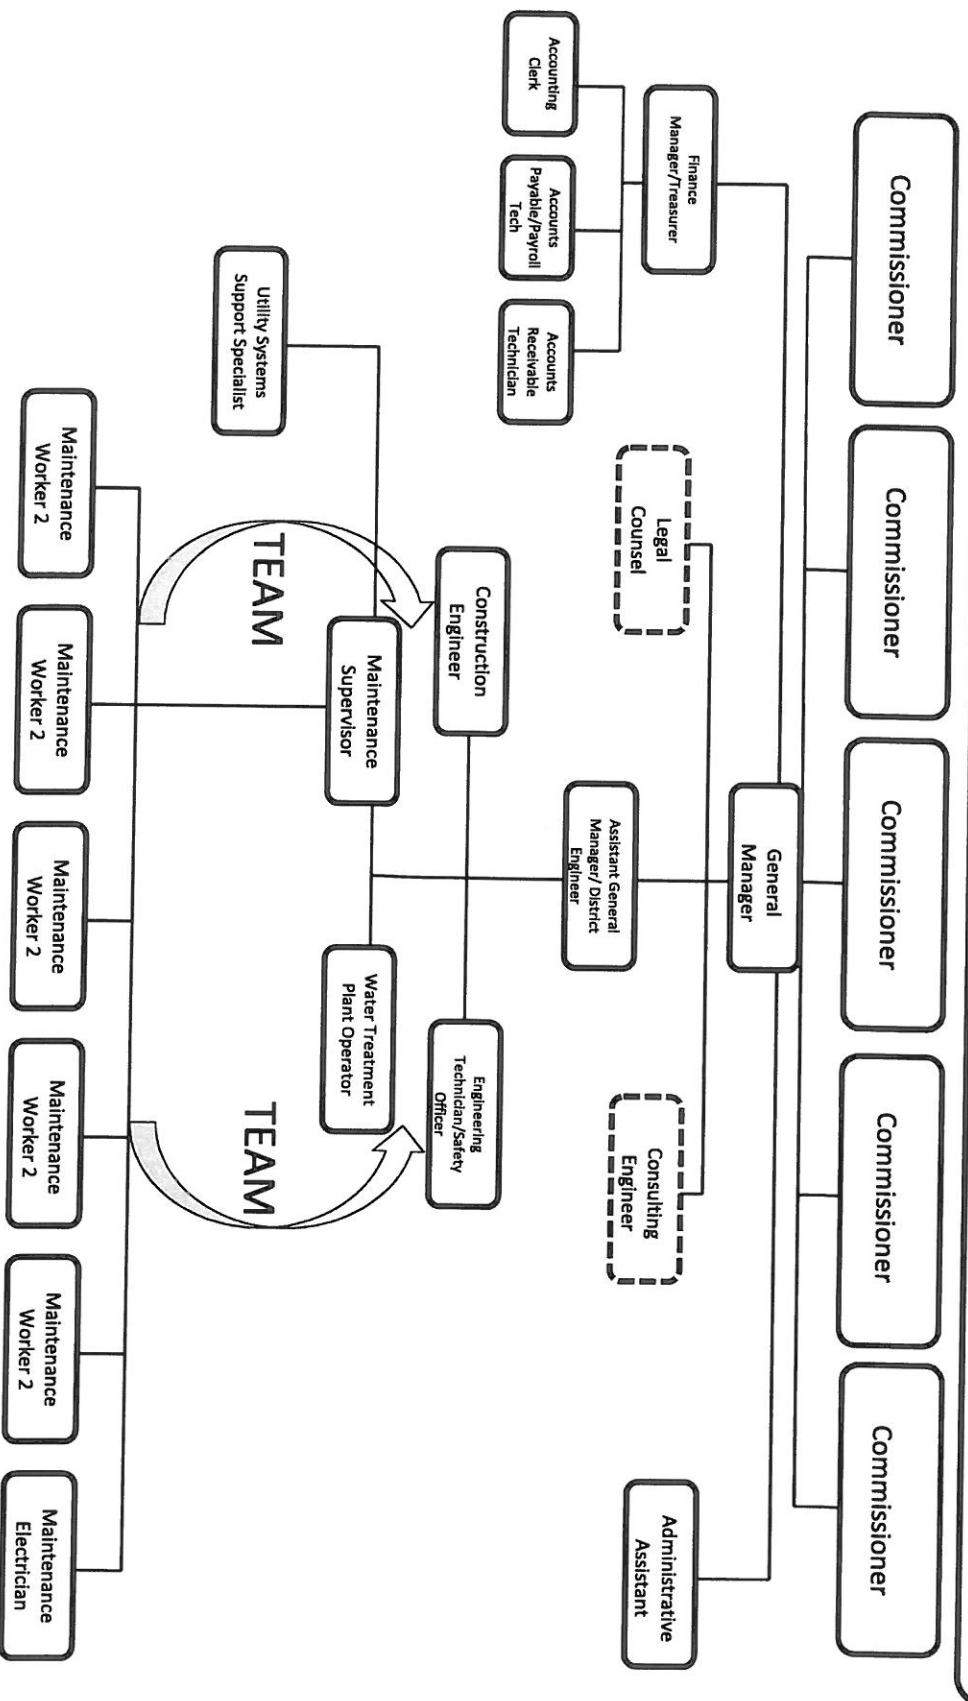 Commissioner
Commissioner
Commissioner
Commissioner
Commissioner
General
Manager
Finance
Manager/Treasurer
Accounting
Clerk
Accounts
Payable/Payroll
Tech
Accounts
Receivable
Technician
Legal
Counsel
Consulting
Engineer
Administrative
Assistant
Assistant General
Manager/ District
Engineer
Construction
Engineer
Engineering
Technician/Safety
Officer
Maintenance
Supervisor
Water Treatment
Plant Operator
Utility Systems
Support Specialist
TEAM
TEAM
Maintenance
Worker 2
Maintenance
Worker 2
Maintenance
Worker 2
Maintenance
Worker 2
Maintenance
Worker 2
Maintenance
Electrician